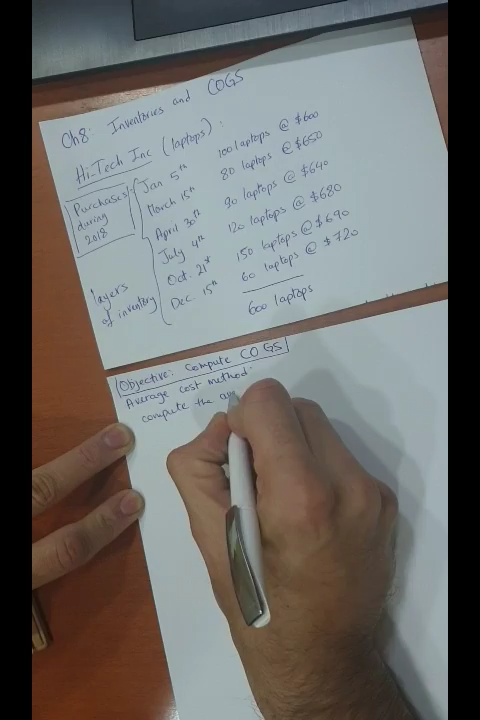 Ch8: Inventories and COGS
Hi-Tech Inc (laptops):
Purchases during 2018
Jan 5th 100 laptops @ $600
March 15th 80 laptops @ $650
April 30th 90 laptops @ $640
July 4th 120 laptops @ $680
Oct. 21st 150 laptops @ $690
Dec. 15th 60 laptops @ $720
600 laptops
layers of inventory
Objective: Compute COGS
Average cost method:
compute the